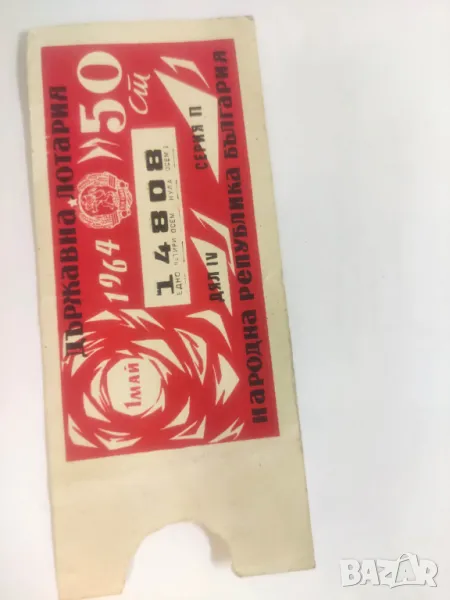 ДЪРЖАВНА ЛОТАРИЯ
1964
50 СТ
1 МАЙ
14808
ЕДНО ЧЕТИРИ ОСЕМ НУЛА ОСЕМ
ДЯЛ IV СЕРИЯ П
НАРОДНА РЕПУБЛИКА БЪЛГАРИЯ
BAZAR